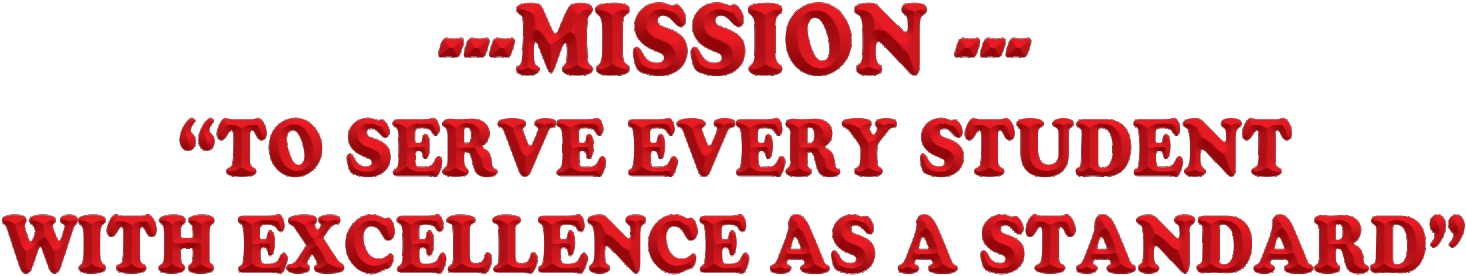 ---MISSION ---
“TO SERVE EVERY STUDENT
WITH EXCELLENCE AS A STANDARD”